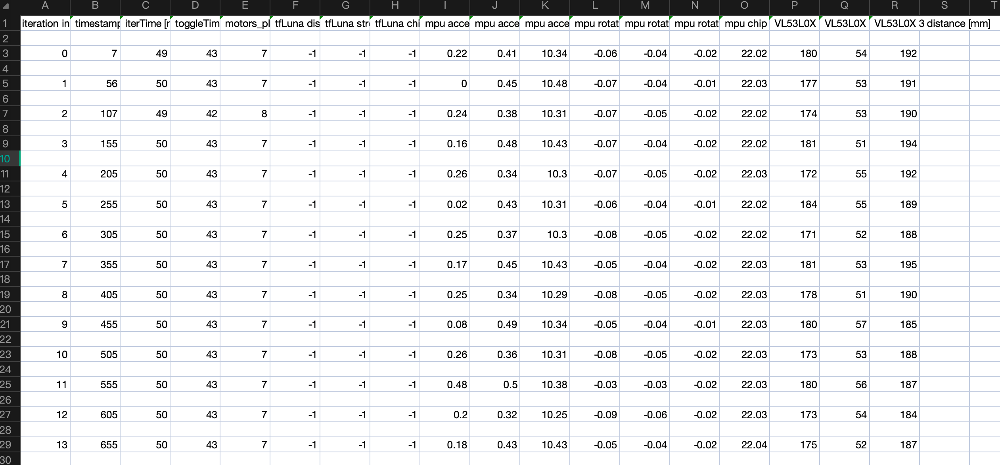 A B C D E F G H I J K L M N O P Q R S T
1 iteration in timestamp iterTime [r toggleTim motors_pl tfLuna dis tfLuna stre tfLuna chi mpu acce mpu acce mpu acce mpu rotat mpu rotat mpu rotat mpu chip VL53L0X VL53L0X VL53L0X 3 distance [mm]
2
3 0 7 49 43 7 -1 -1 -1 0.22 0.41 10.34 -0.06 -0.04 -0.02 22.02 180 54 192
4
5 1 56 50 43 7 -1 -1 -1 0 0.45 10.48 -0.07 -0.04 -0.01 22.03 177 53 191
6
7 2 107 49 42 8 -1 -1 -1 0.24 0.38 10.31 -0.07 -0.05 -0.02 22.02 174 53 190
8
9 3 155 50 43 7 -1 -1 -1 0.16 0.48 10.43 -0.07 -0.04 -0.02 22.02 181 51 194
10
11 4 205 50 43 7 -1 -1 -1 0.26 0.34 10.3 -0.07 -0.05 -0.02 22.03 172 55 192
12
13 5 255 50 43 7 -1 -1 -1 0.02 0.43 10.31 -0.06 -0.04 -0.01 22.02 184 55 189
14
15 6 305 50 43 7 -1 -1 -1 0.25 0.37 10.3 -0.08 -0.05 -0.02 22.02 171 52 188
16
17 7 355 50 43 7 -1 -1 -1 0.17 0.45 10.43 -0.05 -0.04 -0.02 22.03 181 53 195
18
19 8 405 50 43 7 -1 -1 -1 0.25 0.34 10.29 -0.08 -0.05 -0.02 22.03 178 51 190
20
21 9 455 50 43 7 -1 -1 -1 0.08 0.49 10.34 -0.05 -0.04 -0.01 22.03 180 57 185
22
23 10 505 50 43 7 -1 -1 -1 0.26 0.36 10.31 -0.08 -0.05 -0.02 22.03 173 53 188
24
25 11 555 50 43 7 -1 -1 -1 0.48 0.5 10.38 -0.03 -0.03 -0.02 22.03 180 56 187
26
27 12 605 50 43 7 -1 -1 -1 0.2 0.32 10.25 -0.09 -0.06 -0.02 22.03 173 54 184
28
29 13 655 50 43 7 -1 -1 -1 0.18 0.43 10.43 -0.05 -0.04 -0.02 22.04 175 52 187
30